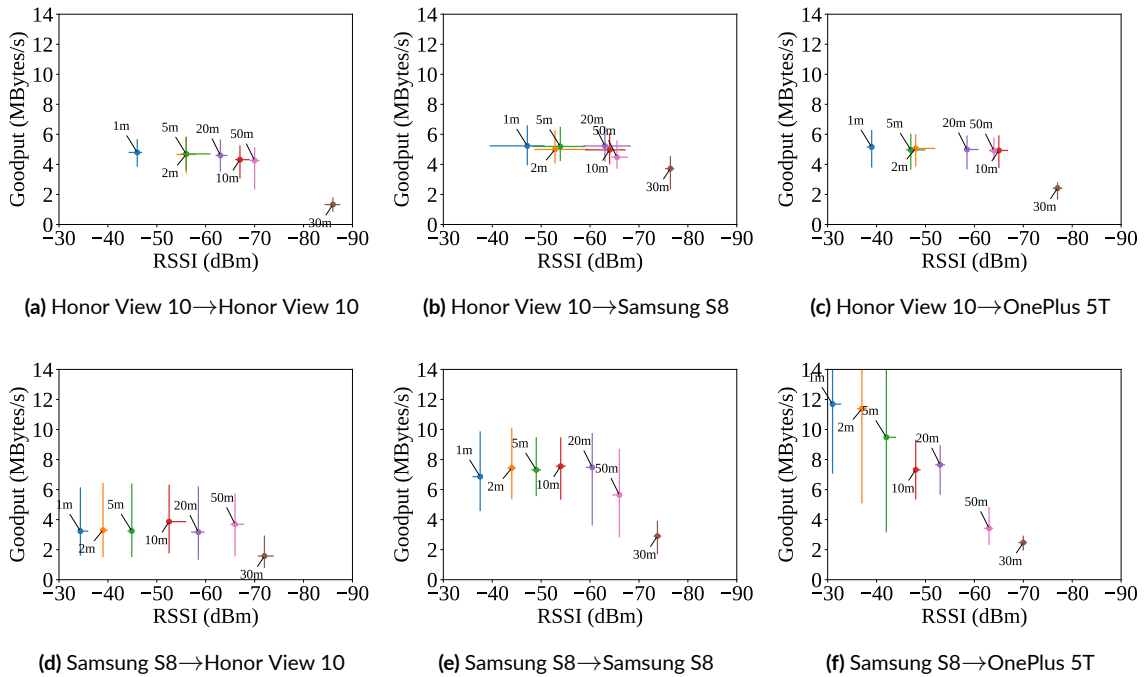 14
12
10
8
6
4
2
0
Goodput (MBytes/s)
1m
5m
20m
50m
2m
10m
30m
−30 −40 −50 −60 −70 −80 −90
RSSI (dBm)
(a) Honor View 10→Honor View 10
14
12
10
8
6
4
2
0
Goodput (MBytes/s)
1m
5m
20m
50m
2m
10m
30m
−30 −40 −50 −60 −70 −80 −90
RSSI (dBm)
(b) Honor View 10→Samsung S8
14
12
10
8
6
4
2
0
Goodput (MBytes/s)
1m
5m
20m
50m
2m
10m
30m
−30 −40 −50 −60 −70 −80 −90
RSSI (dBm)
(c) Honor View 10→OnePlus 5T
14
12
10
8
6
4
2
0
Goodput (MBytes/s)
1m
5m
20m
50m
2m
10m
30m
−30 −40 −50 −60 −70 −80 −90
RSSI (dBm)
(d) Samsung S8→Honor View 10
14
12
10
8
6
4
2
0
Goodput (MBytes/s)
1m
5m
20m
50m
2m
10m
30m
−30 −40 −50 −60 −70 −80 −90
RSSI (dBm)
(e) Samsung S8→Samsung S8
14
12
10
8
6
4
2
0
Goodput (MBytes/s)
1m
2m
5m
20m
10m
50m
30m
−30 −40 −50 −60 −70 −80 −90
RSSI (dBm)
(f) Samsung S8→OnePlus 5T